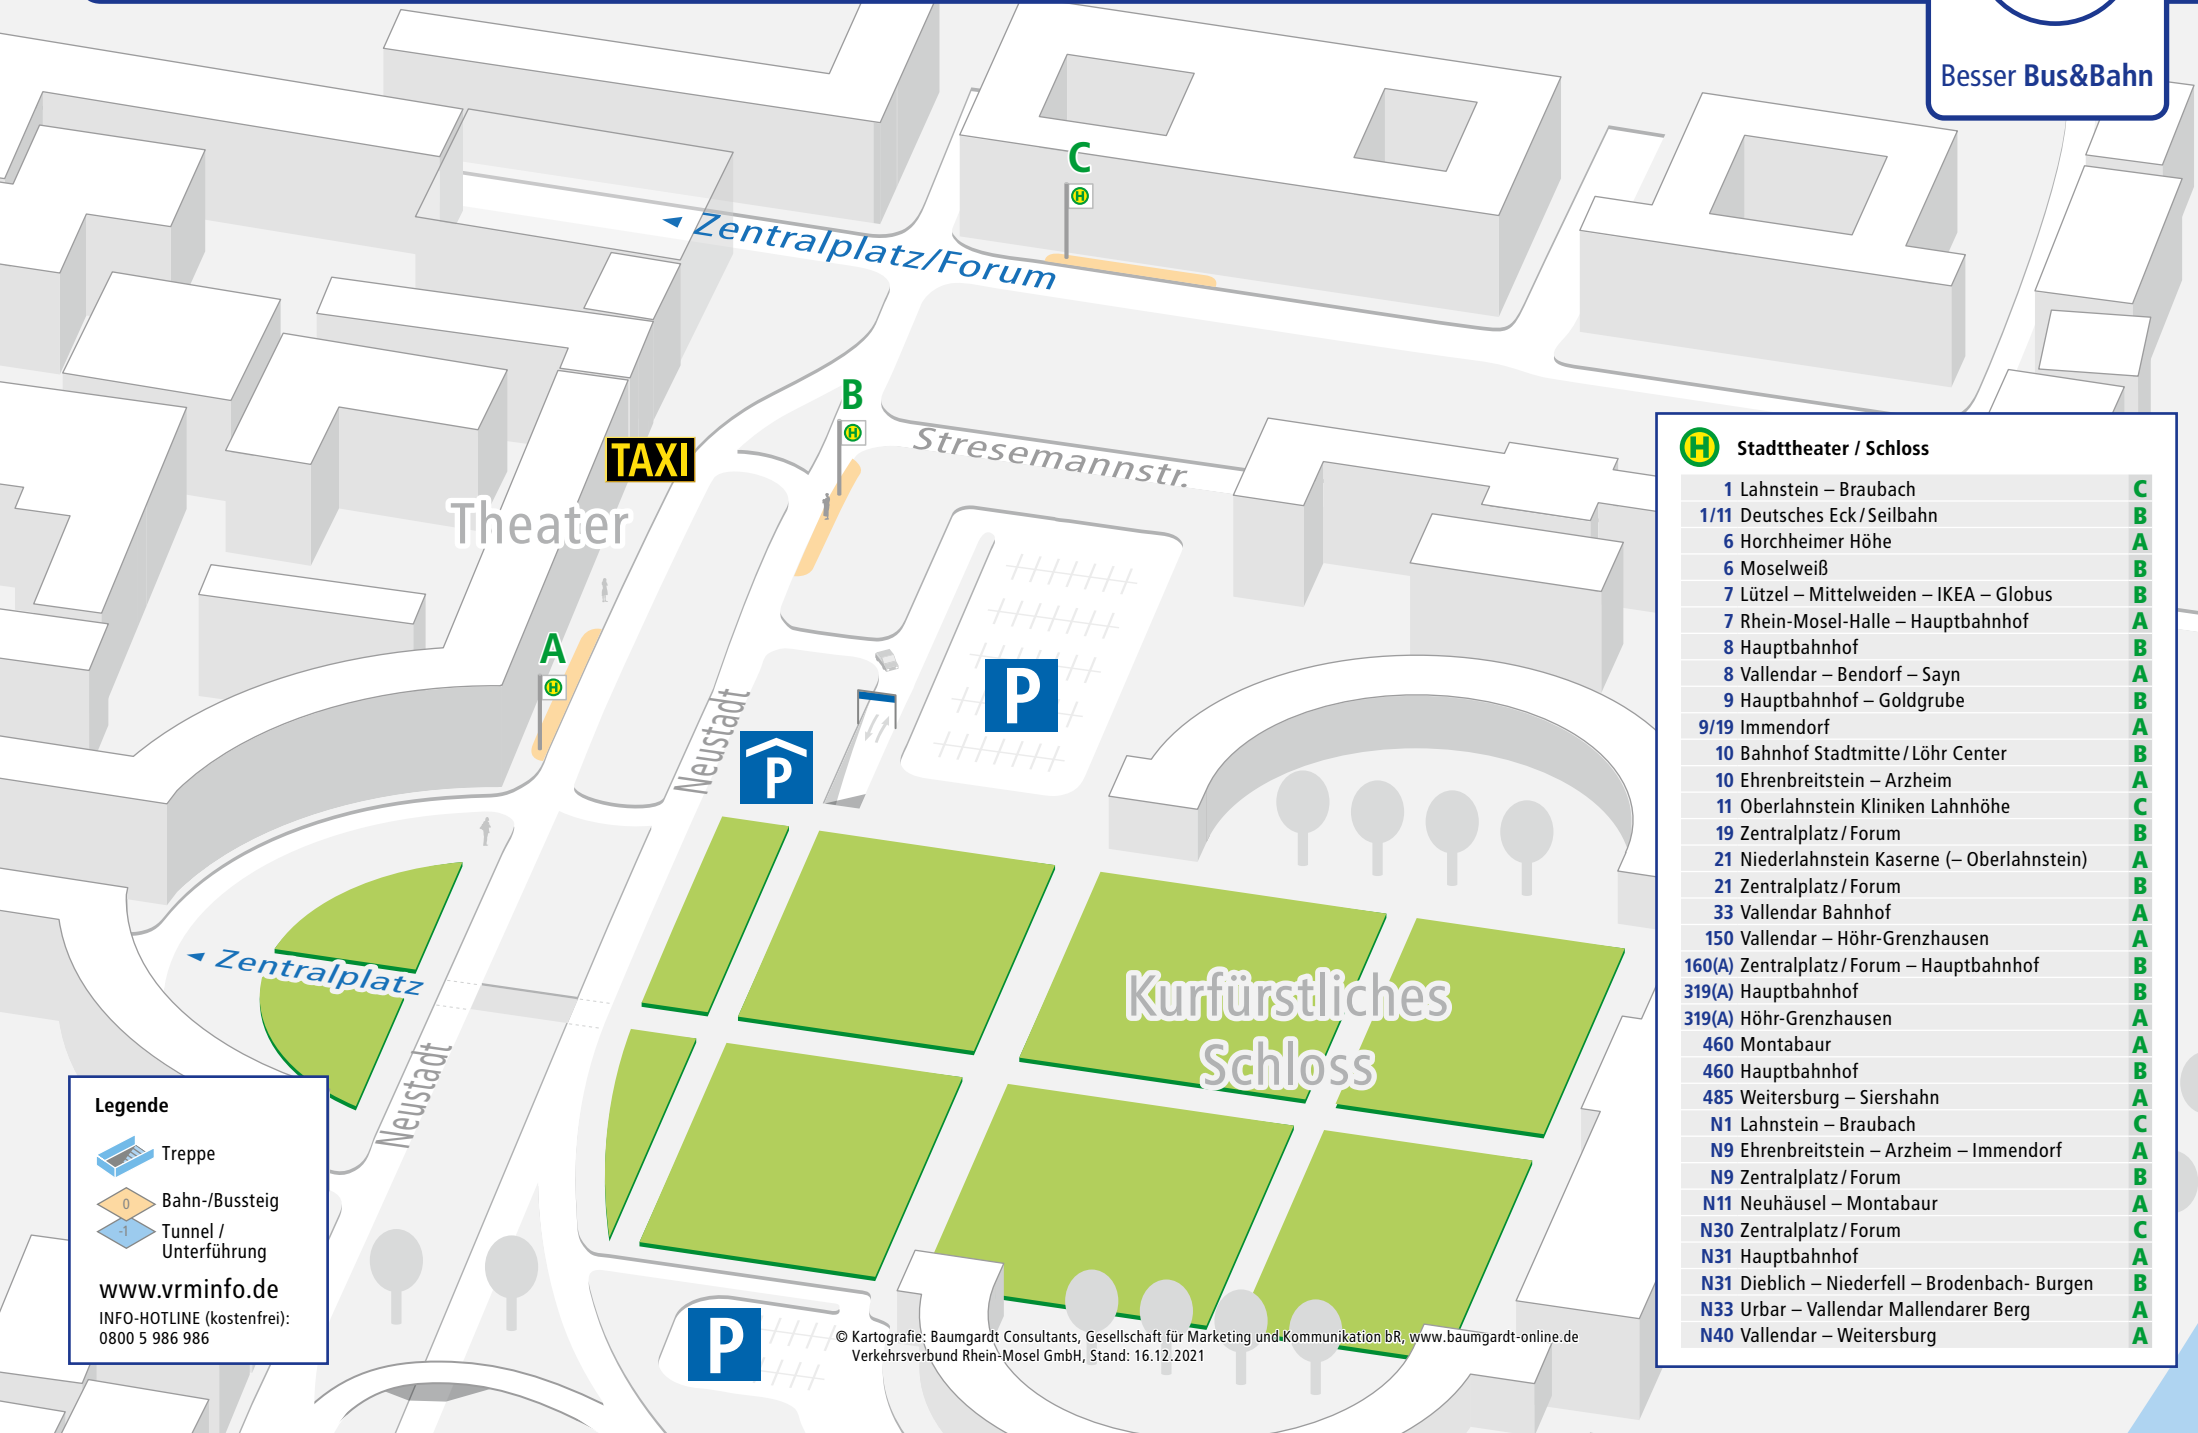 Besser Bus&Bahn
C
H
◄ Zentralplatz/Forum
B
H
Stresemannstr.
TAXI
Theater
A
H
Neustadt
P
P
◄ Zentralplatz
Neustadt
Kurfürstliches
Schloss
P
H Stadttheater / Schloss
1 Lahnstein – Braubach C
1/11 Deutsches Eck / Seilbahn B
6 Horchheimer Höhe A
6 Moselweiß B
7 Lützel – Mittelweiden – IKEA – Globus B
7 Rhein-Mosel-Halle – Hauptbahnhof A
8 Hauptbahnhof B
8 Vallendar – Bendorf – Sayn A
9 Hauptbahnhof – Goldgrube B
9/19 Immendorf A
10 Bahnhof Stadtmitte / Löhr Center B
10 Ehrenbreitstein – Arzheim A
11 Oberlahnstein Kliniken Lahnhöhe C
19 Zentralplatz / Forum B
21 Niederlahnstein Kaserne (– Oberlahnstein) A
21 Zentralplatz / Forum B
33 Vallendar Bahnhof A
150 Vallendar – Höhr-Grenzhausen A
160(A) Zentralplatz / Forum – Hauptbahnhof B
319(A) Hauptbahnhof B
319(A) Höhr-Grenzhausen A
460 Montabaur A
460 Hauptbahnhof B
485 Weitersburg – Siershahn A
N1 Lahnstein – Braubach C
N9 Ehrenbreitstein – Arzheim – Immendorf A
N9 Zentralplatz / Forum B
N11 Neuhäusel – Montabaur A
N30 Zentralplatz / Forum C
N31 Hauptbahnhof A
N31 Dieblich – Niederfell – Brodenbach- Burgen B
N33 Urbar – Vallendar Mallendarer Berg A
N40 Vallendar – Weitersburg A
Legende
Treppe
0 Bahn-/Bussteig
-1 Tunnel /
Unterführung
www.vrminfo.de
INFO-HOTLINE (kostenfrei):
0800 5 986 986
© Kartografie: Baumgardt Consultants, Gesellschaft für Marketing und Kommunikation bR, www.baumgardt-online.de
Verkehrsverbund Rhein-Mosel GmbH, Stand: 16.12.2021